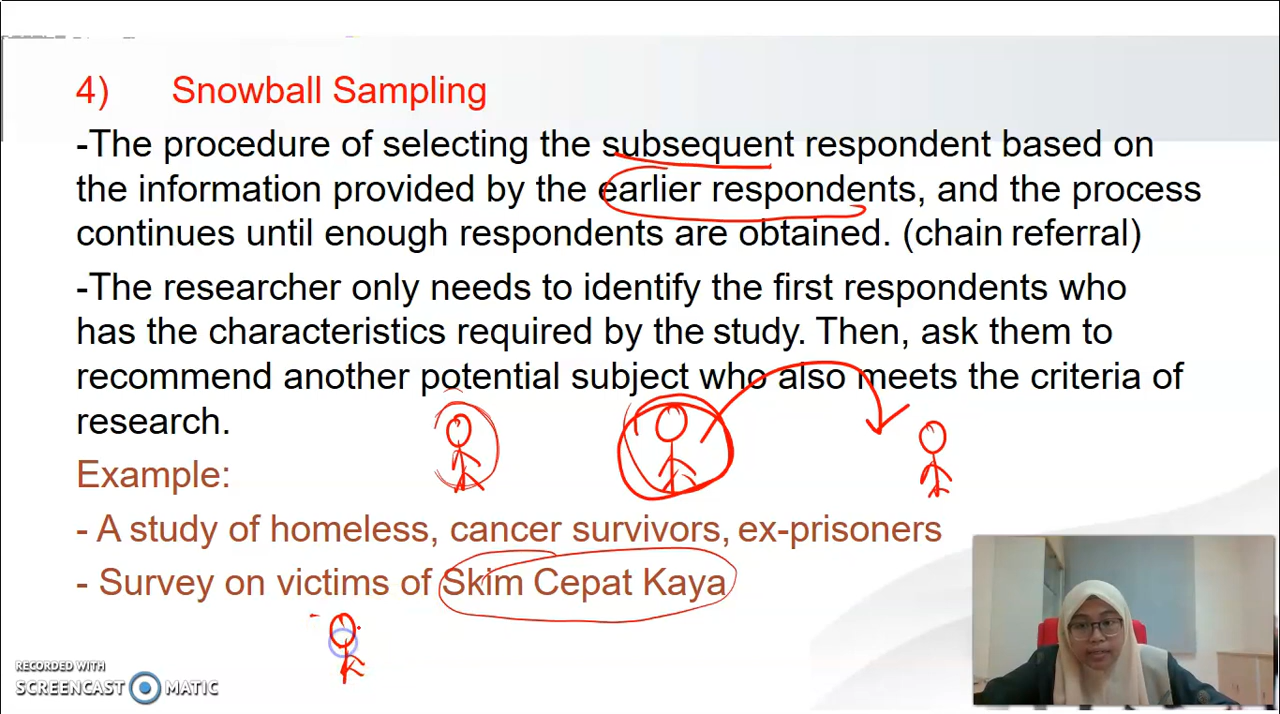 4) Snowball Sampling
-The procedure of selecting the subsequent respondent based on
the information provided by the earlier respondents, and the process
continues until enough respondents are obtained. (chain referral)
-The researcher only needs to identify the first respondents who
has the characteristics required by the study. Then, ask them to
recommend another potential subject who also meets the criteria of
research.
Example:
- A study of homeless, cancer survivors, ex-prisoners
- Survey on victims of Skim Cepat Kaya
RECORDED WITH
SCREENCAST MATIC